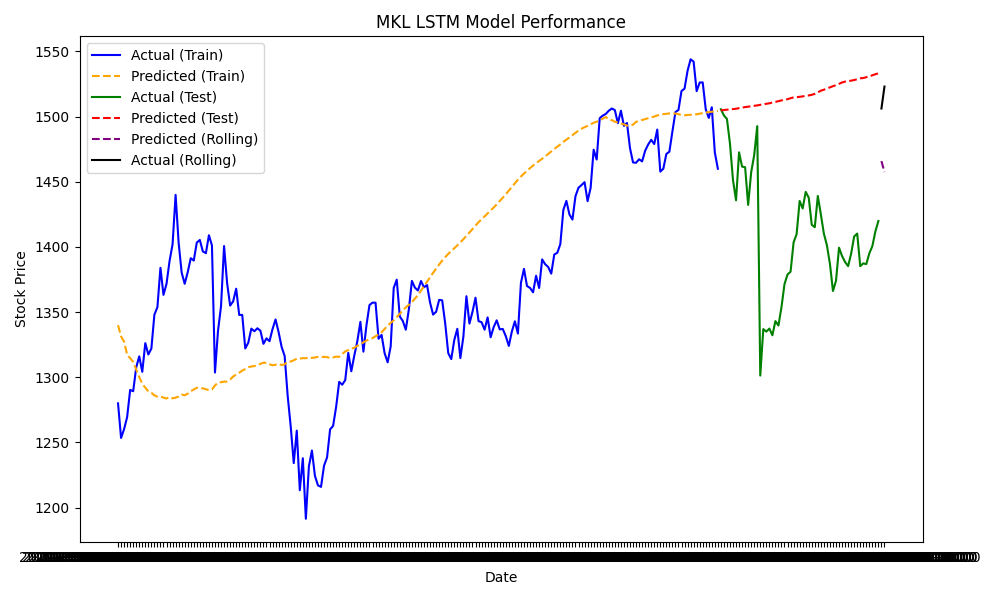 MKL LSTM Model Performance
Stock Price
1550
1500
1450
1400
1350
1300
1250
1200
Actual (Train)
Predicted (Train)
Actual (Test)
Predicted (Test)
Predicted (Rolling)
Actual (Rolling)
Date